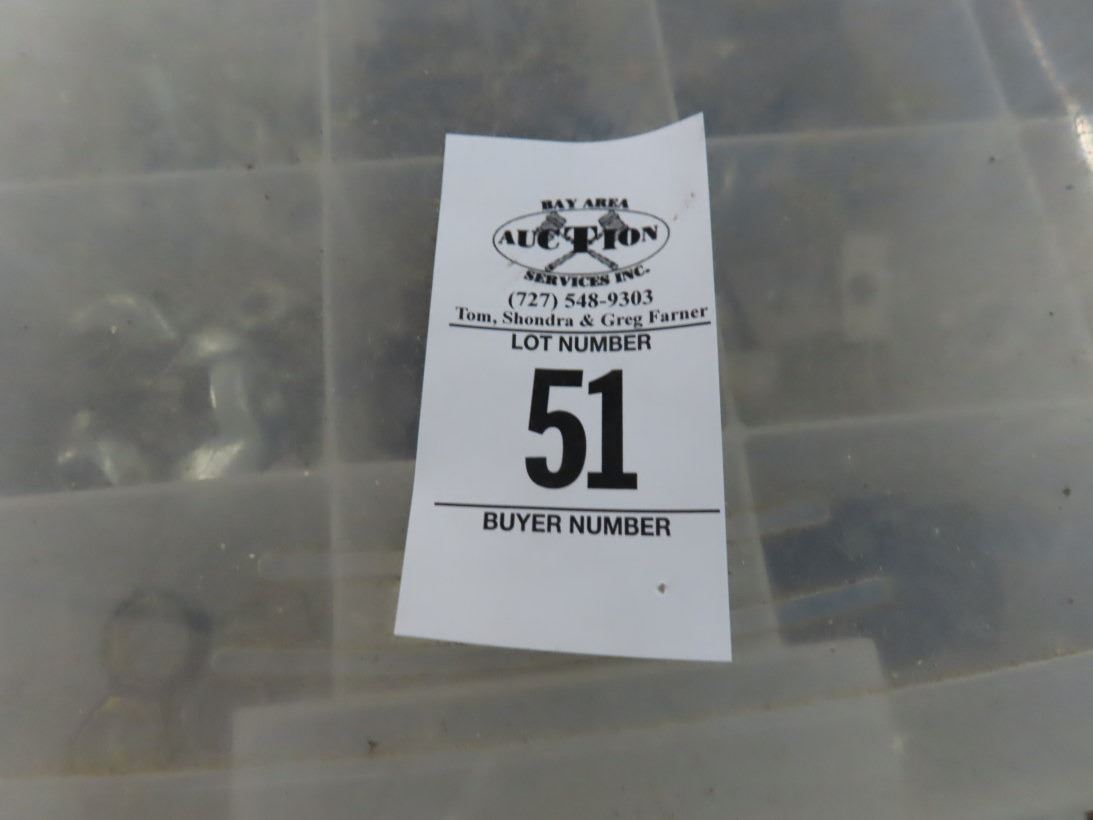 BAY AREA
AUCTION
SERVICES INC.
(727) 548-9303
Tom, Shondra & Greg Farner
LOT NUMBER
51
BUYER NUMBER